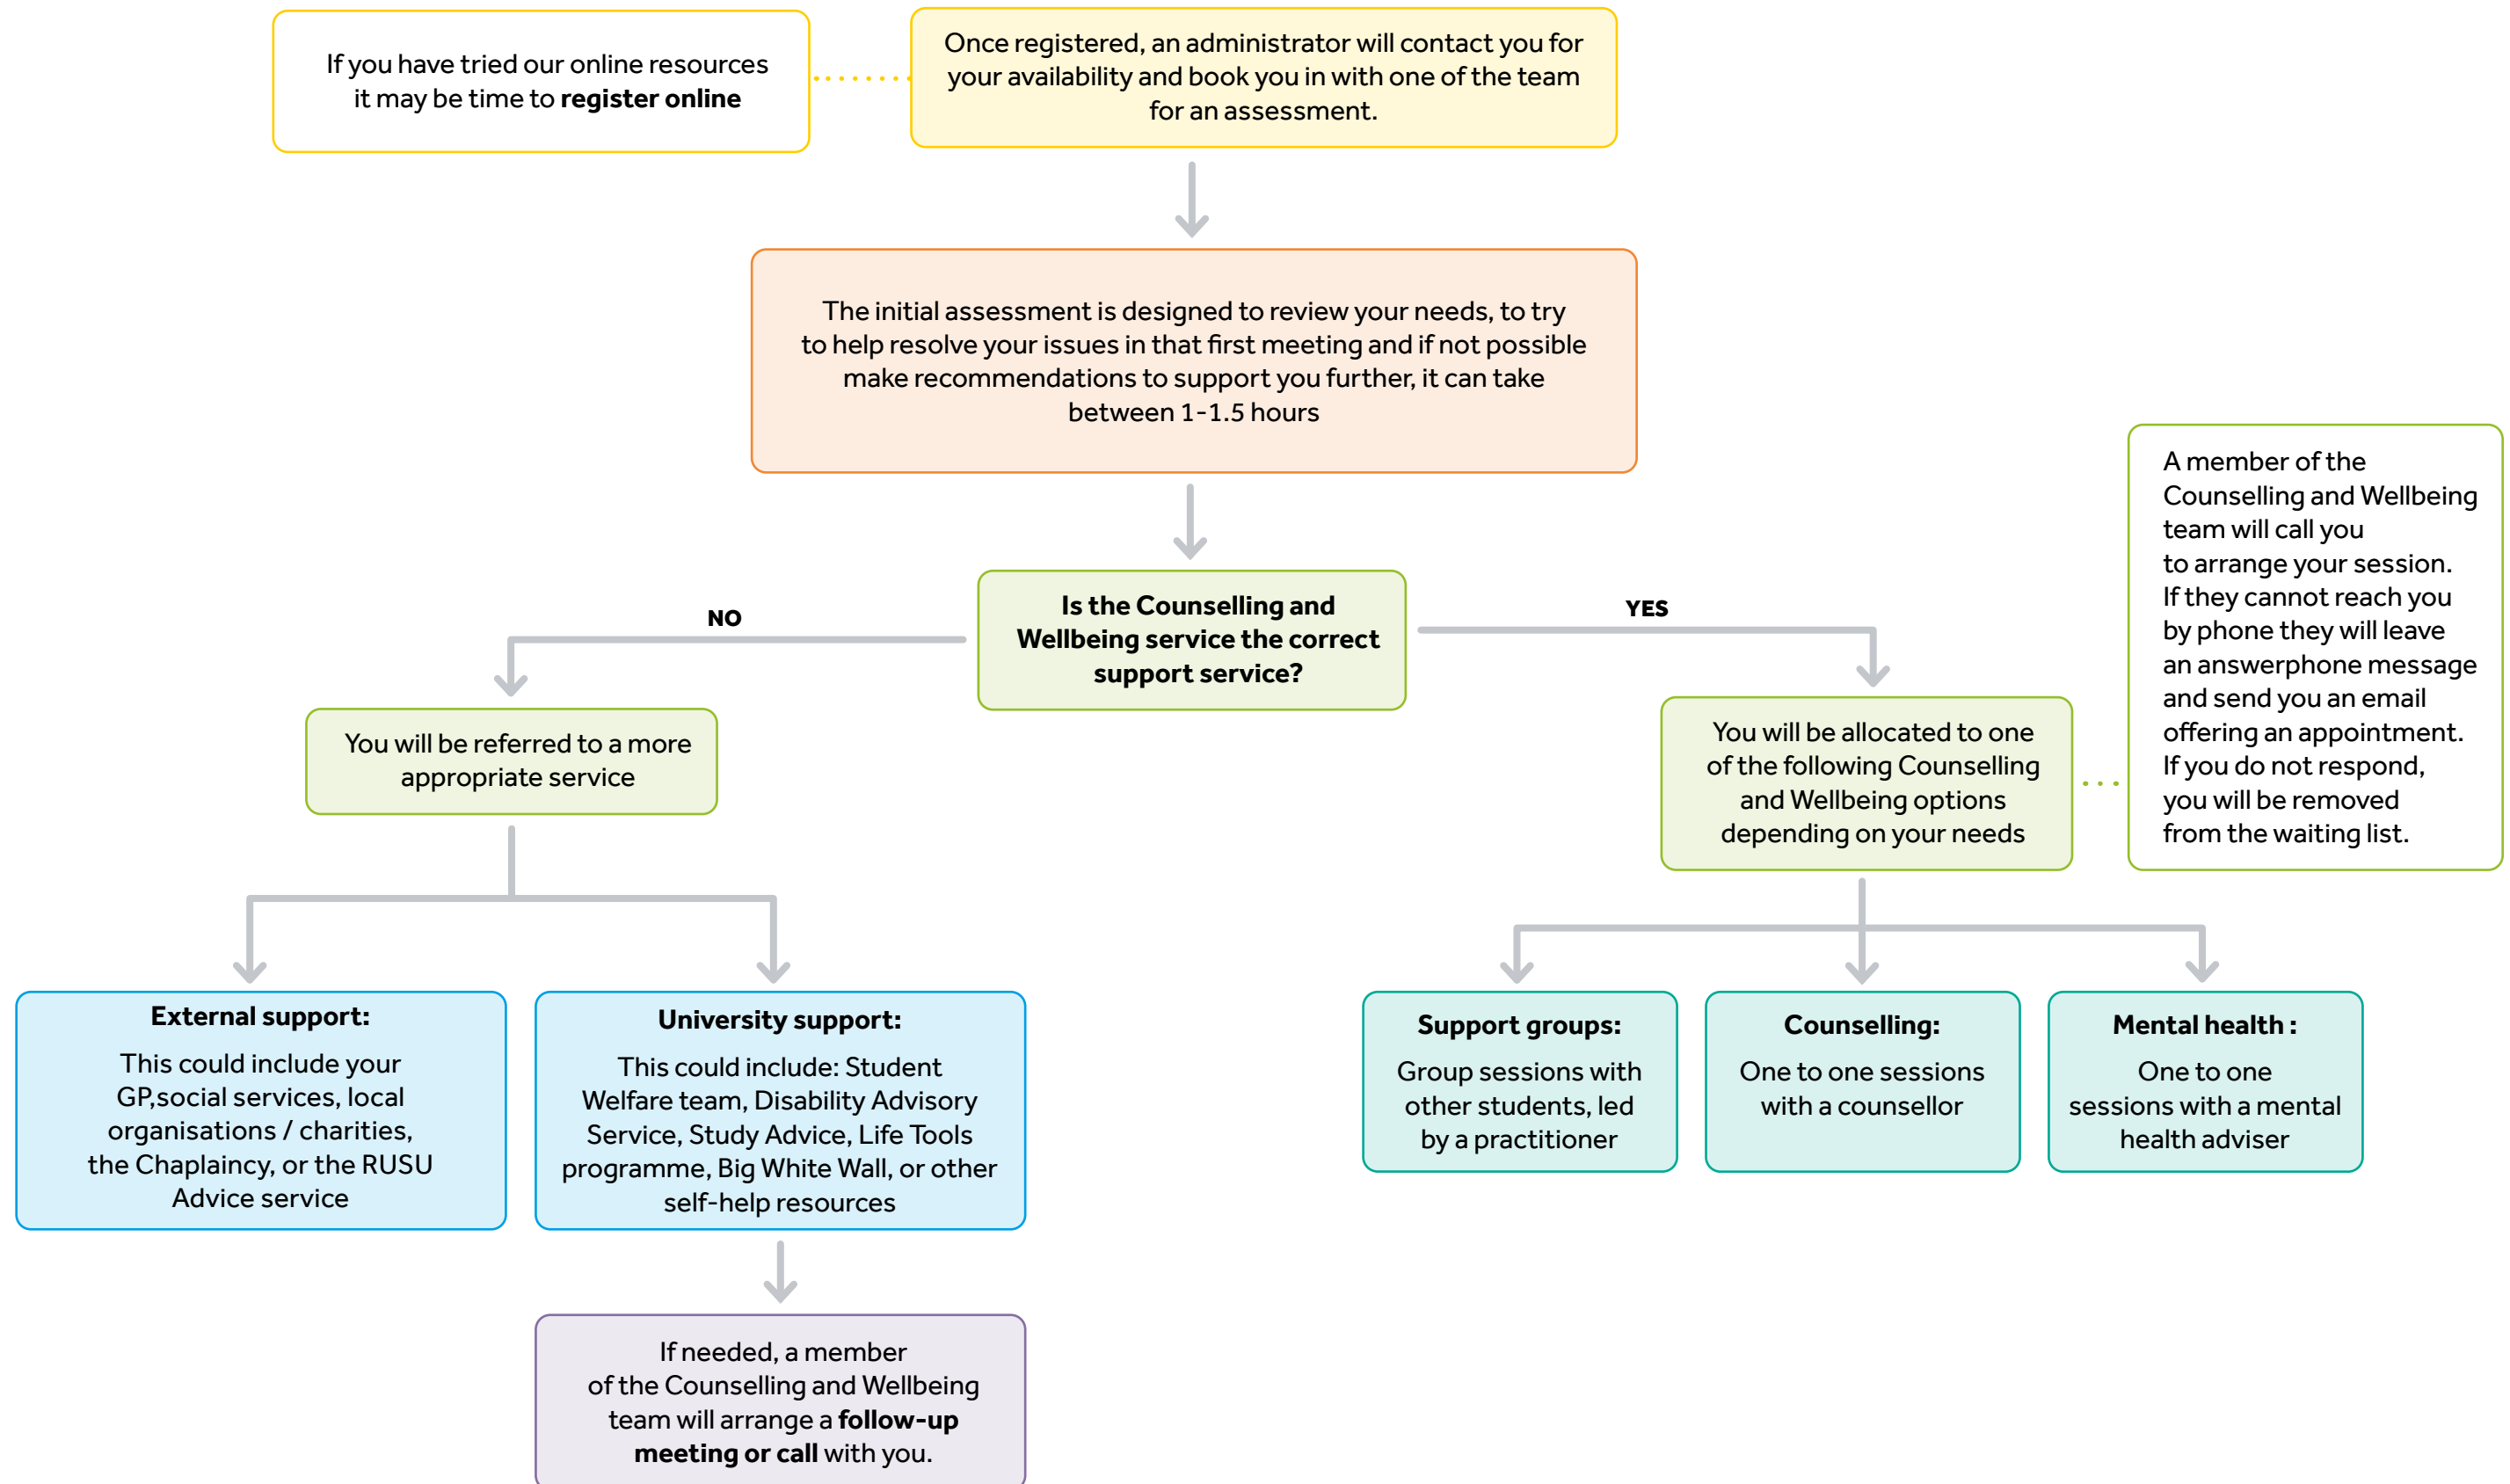 If you have tried our online resources
it may be time to register online
Once registered, an administrator will contact you for
your availability and book you in with one of the team
for an assessment.
The initial assessment is designed to review your needs, to try
to help resolve your issues in that first meeting and if not possible
make recommendations to support you further, it can take
between 1-1.5 hours
Is the Counselling and
Wellbeing service the correct
support service?
NO
YES
You will be referred to a more
appropriate service
You will be allocated to one
of the following Counselling
and Wellbeing options
depending on your needs
A member of the
Counselling and Wellbeing
team will call you
to arrange your session.
If they cannot reach you
by phone they will leave
an answerphone message
and send you an email
offering an appointment.
If you do not respond,
you will be removed
from the waiting list.
External support:
This could include your
GP,social services, local
organisations / charities,
the Chaplaincy, or the RUSU
Advice service
University support:
This could include: Student
Welfare team, Disability Advisory
Service, Study Advice, Life Tools
programme, Big White Wall, or other
self-help resources
Support groups:
Group sessions with
other students, led
by a practitioner
Counselling:
One to one sessions
with a counsellor
Mental health :
One to one
sessions with a mental
health adviser
If needed, a member
of the Counselling and Wellbeing
team will arrange a follow-up
meeting or call with you.